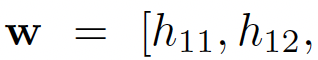 w = [h₁₁, h₁₂,